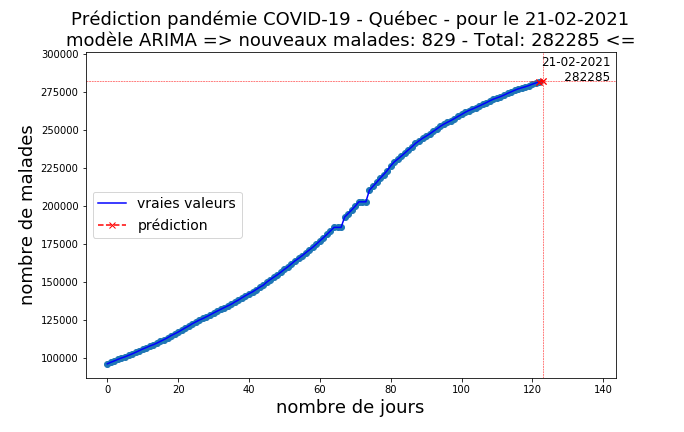 Prédiction pandémie COVID-19 - Québec - pour le 21-02-2021
modèle ARIMA => nouveaux malades: 829 - Total: 282285 <=
300000
275000
250000
225000
200000
175000
150000
125000
100000
nombre de malades
21-02-2021
282285
vraies valeurs
prédiction
0 20 40 60 80 100 120 140
nombre de jours